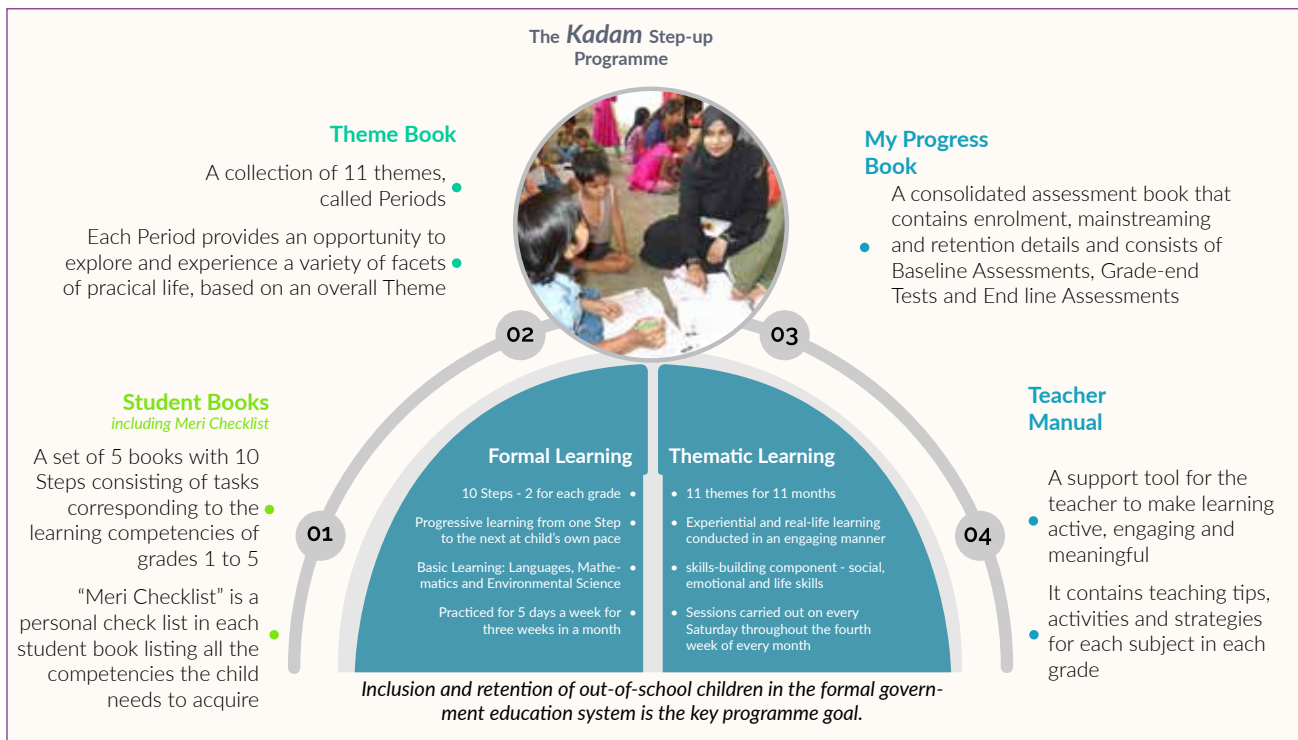 The Kadam Step-up
Programme
Theme Book
A collection of 11 themes,
called Periods
Each Period provides an opportunity to
explore and experience a variety of facets
of pracical life, based on an overall Theme
My Progress
Book
A consolidated assessment book that
contains enrolment, mainstreaming
and retention details and consists of
Baseline Assessments, Grade-end
Tests and End line Assessments
02
03
Student Books
including Meri Checklist
A set of 5 books with 10
Steps consisting of tasks
corresponding to the
learning competencies of
grades 1 to 5
“Meri Checklist” is a
personal check list in each
student book listing all the
competencies the child
needs to acquire
01
Formal Learning
10 Steps - 2 for each grade •
Progressive learning from one Step •
to the next at child’s own pace
Basic Learning: Languages, Mathe- •
matics and Environmental Science
Practiced for 5 days a week for •
three weeks in a month
Thematic Learning
• 11 themes for 11 months
• Experiential and real-life learning
conducted in an engaging manner
• skills-building component - social,
emotional and life skills
• Sessions carried out on every
Saturday throughout the fourth
week of every month
04
Teacher
Manual
A support tool for the
teacher to make learning
active, engaging and
meaningful
It contains teaching tips,
activities and strategies
for each subject in each
grade
Inclusion and retention of out-of-school children in the formal govern-
ment education system is the key programme goal.